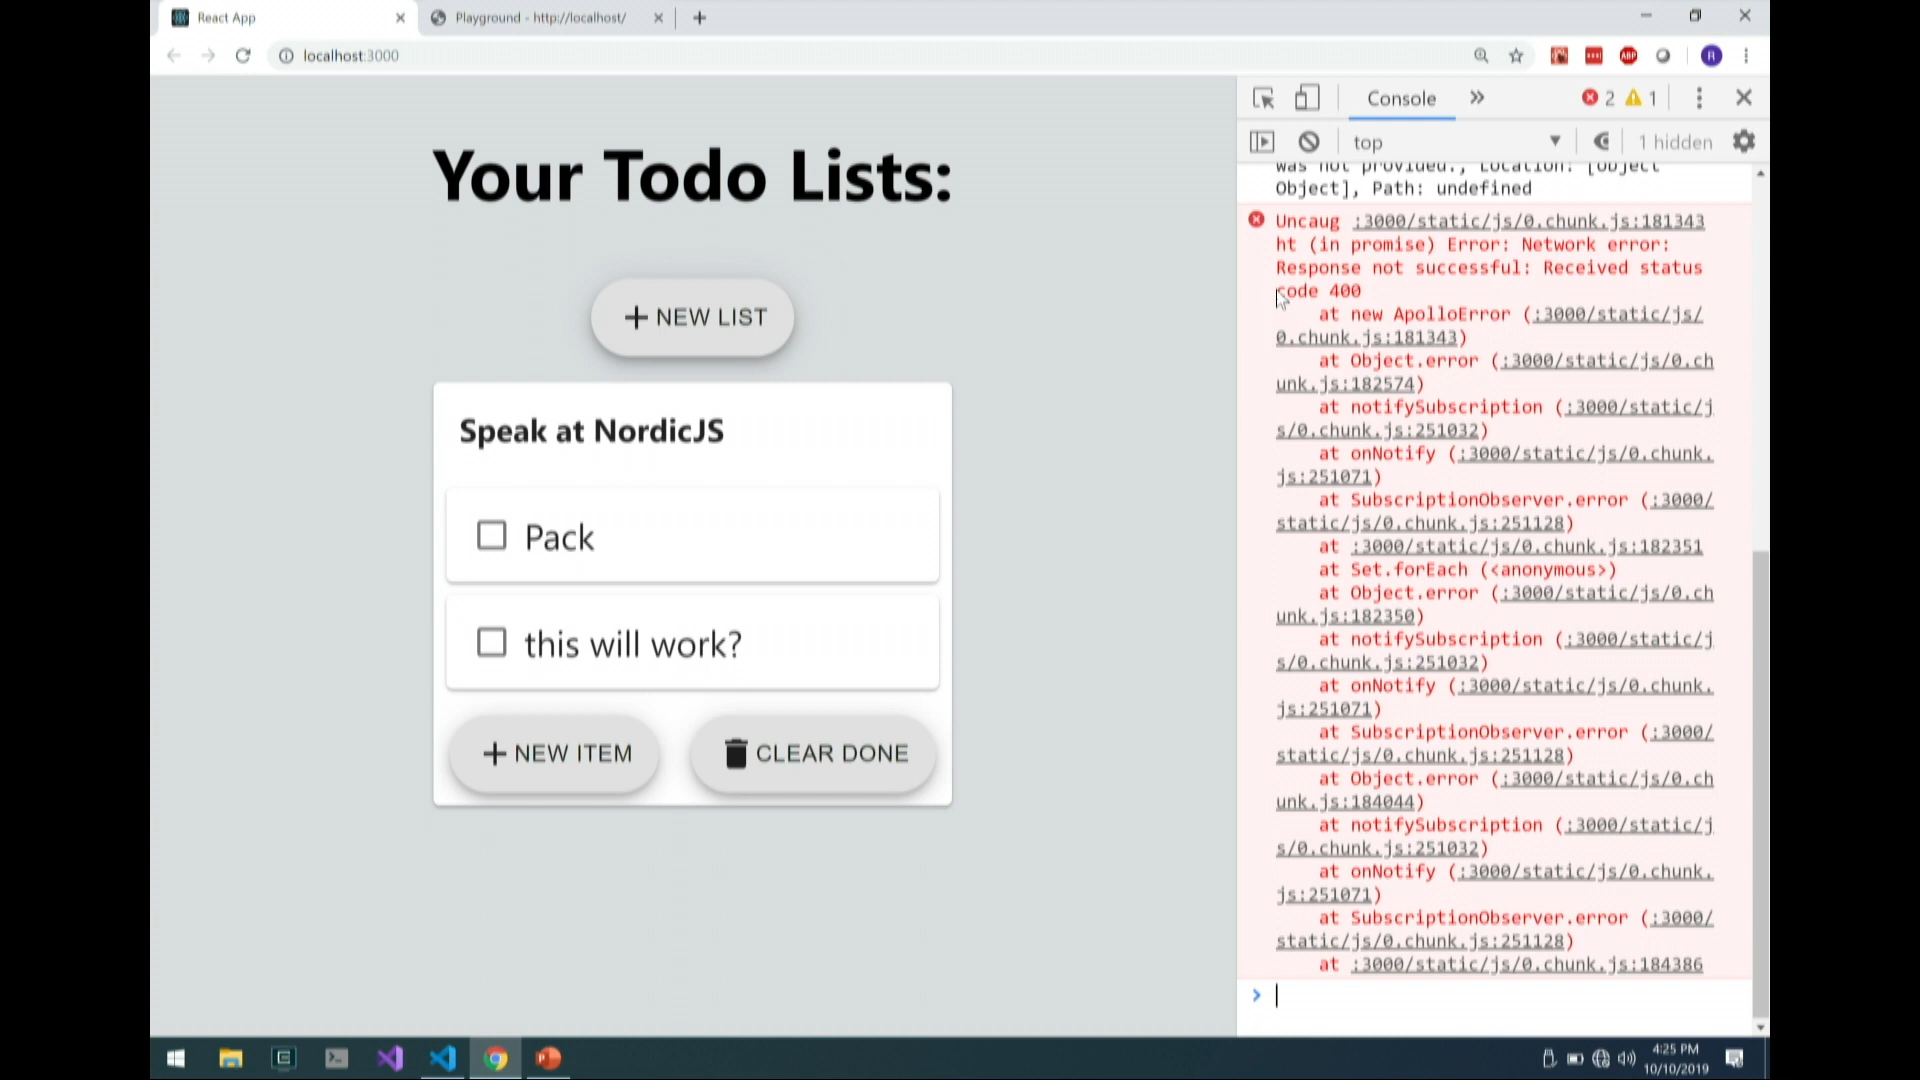 React App
Playground - http://localhost/
localhost:3000
ABP
R
Your Todo Lists:
NEW LIST
Speak at NordicJS
Pack
this will work?
NEW ITEM
CLEAR DONE
Console
2
1
top
1 hidden
was not provided., Location: [object
Object], Path: undefined
Uncaug :3000/static/js/0.chunk.js:181343
ht (in promise) Error: Network error:
Response not successful: Received status
code 400
at new ApolloError (:3000/static/js/
0.chunk.js:181343)
at Object.error (:3000/static/js/0.ch
unk.js:182574)
at notifySubscription (:3000/static/j
s/0.chunk.js:251032)
at onNotify (:3000/static/js/0.chunk.
js:251071)
at SubscriptionObserver.error (:3000/
static/js/0.chunk.js:251128)
at :3000/static/js/0.chunk.js:182351
at Set.forEach (<anonymous>)
at Object.error (:3000/static/js/0.ch
unk.js:182350)
at notifySubscription (:3000/static/j
s/0.chunk.js:251032)
at onNotify (:3000/static/js/0.chunk.
js:251071)
at SubscriptionObserver.error (:3000/
static/js/0.chunk.js:251128)
at Object.error (:3000/static/js/0.ch
unk.js:184044)
at notifySubscription (:3000/static/j
s/0.chunk.js:251032)
at onNotify (:3000/static/js/0.chunk.
js:251071)
at SubscriptionObserver.error (:3000/
static/js/0.chunk.js:251128)
at :3000/static/js/0.chunk.js:184386
4:25 PM
10/10/2019